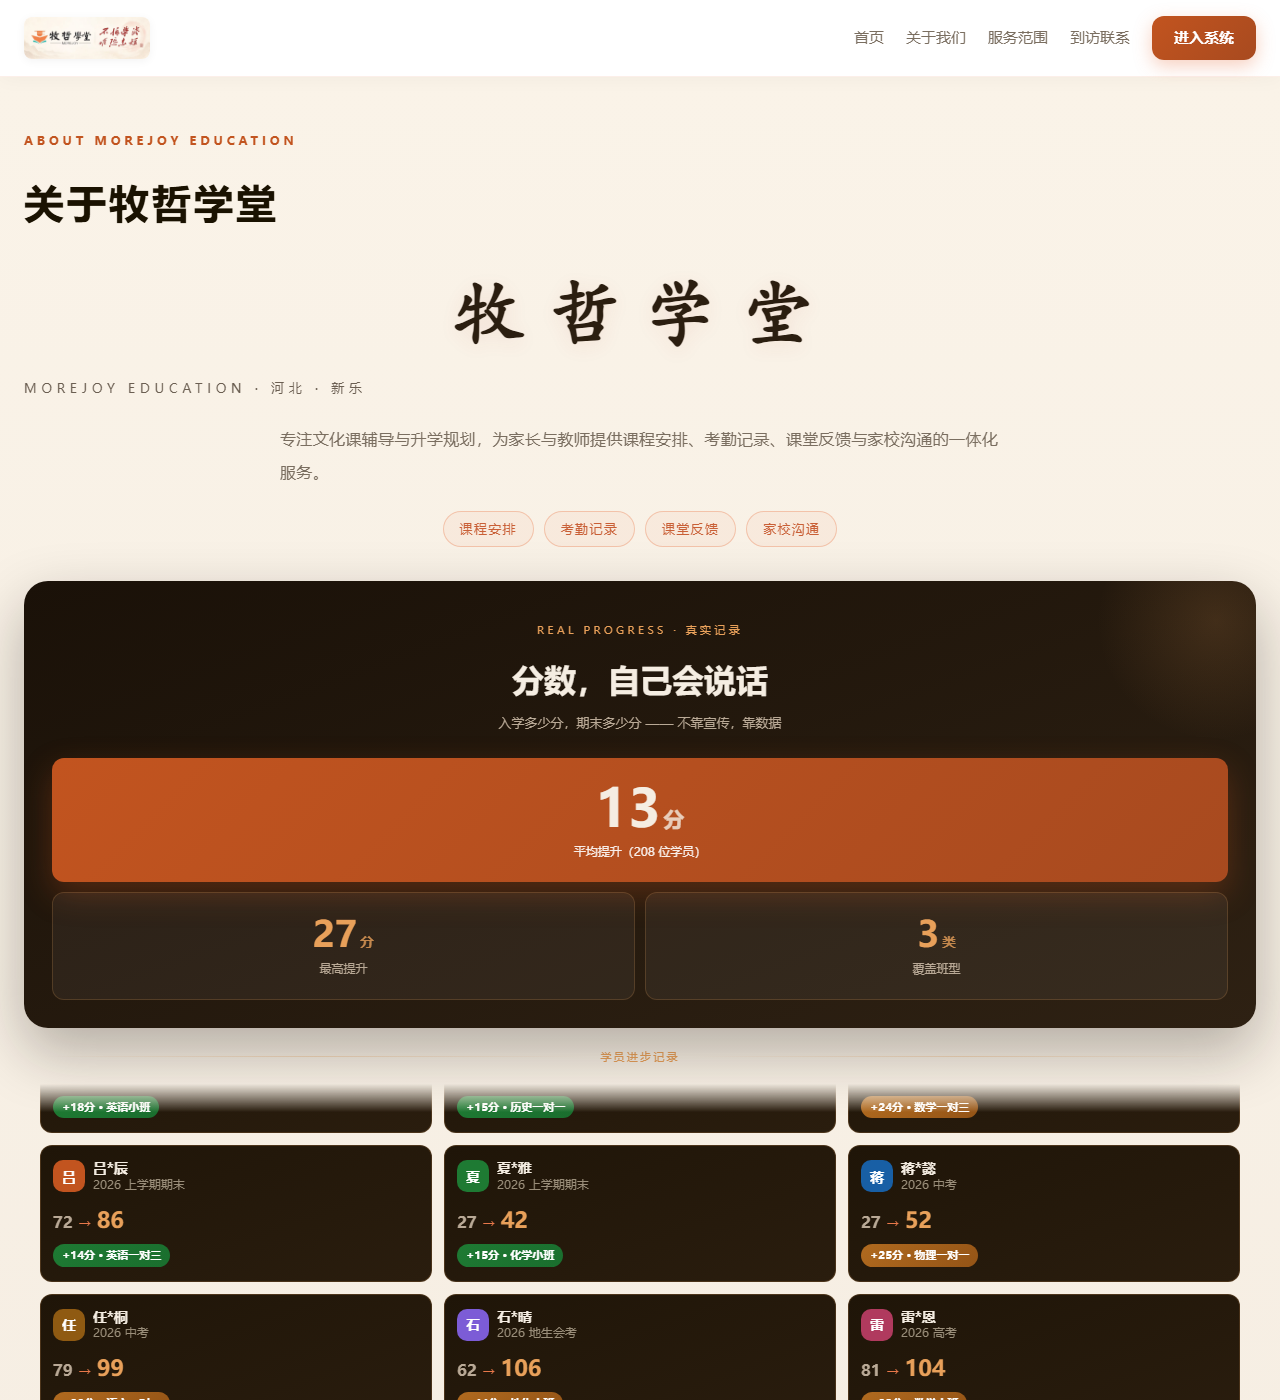 牧哲學堂
首页
关于我们
服务范围
到访联系
进入系统
ABOUT MOREJOY EDUCATION
关于牧哲学堂
牧哲学堂
MOREJOY EDUCATION · 河北 · 新乐
专注文化课辅导与升学规划，为家长与教师提供课程安排、考勤记录、课堂反馈与家校沟通的一体化
服务。
课程安排
考勤记录
课堂反馈
家校沟通
REAL PROGRESS · 真实记录
分数，自己会说话
入学多少分，期末多少分 —— 不靠宣传，靠数据
13分
平均提升（208 位学员）
27分
最高提升
3类
覆盖班型
学员进步记录
+18分 • 英语小班
+15分 • 历史一对一
+24分 • 数学一对三
吕
吕*辰
2026 上学期期末
72 → 86
+14分 • 英语一对三
夏
夏*雅
2026 上学期期末
27 → 42
+15分 • 化学小班
蒋
蒋*懿
2026 中考
27 → 52
+25分 • 物理一对一
任
任*桐
2026 中考
79 → 99
石
石*晴
2026 地生会考
62 → 106
雷
雷*恩
2026 高考
81 → 104